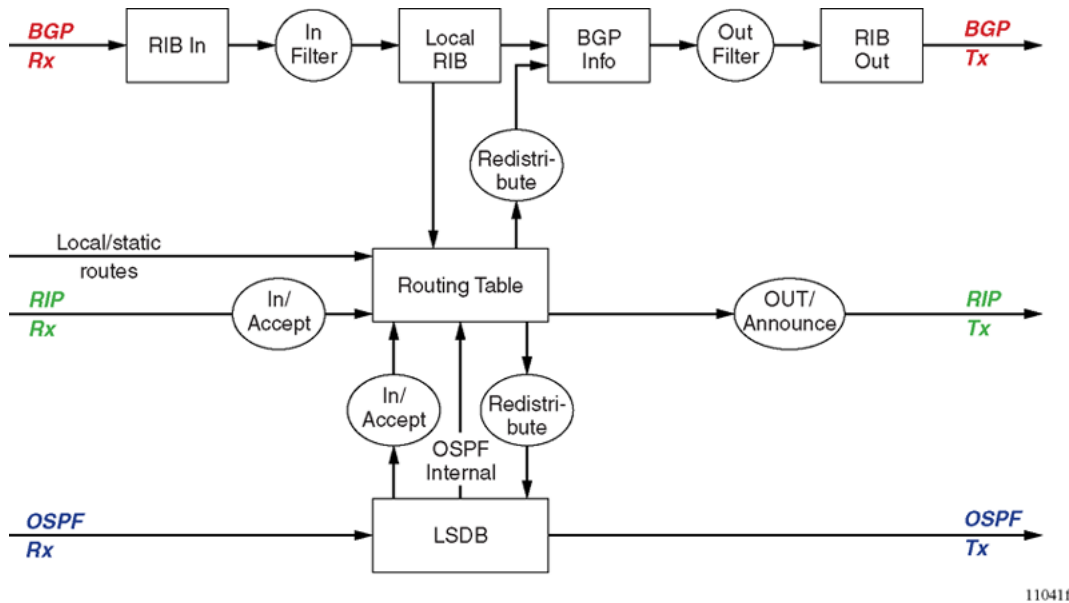 BGP
Rx
RIB In
In
Filter
Local
RIB
BGP
Info
Out
Filter
RIB
Out
BGP
Tx
Redistri-
bute
Local/static
routes
Routing Table
RIP
Rx
In/
Accept
OUT/
Announce
RIP
Tx
In/
Accept
OSPF
Internal
Redistri-
bute
OSPF
Rx
LSDB
OSPF
Tx
11041f